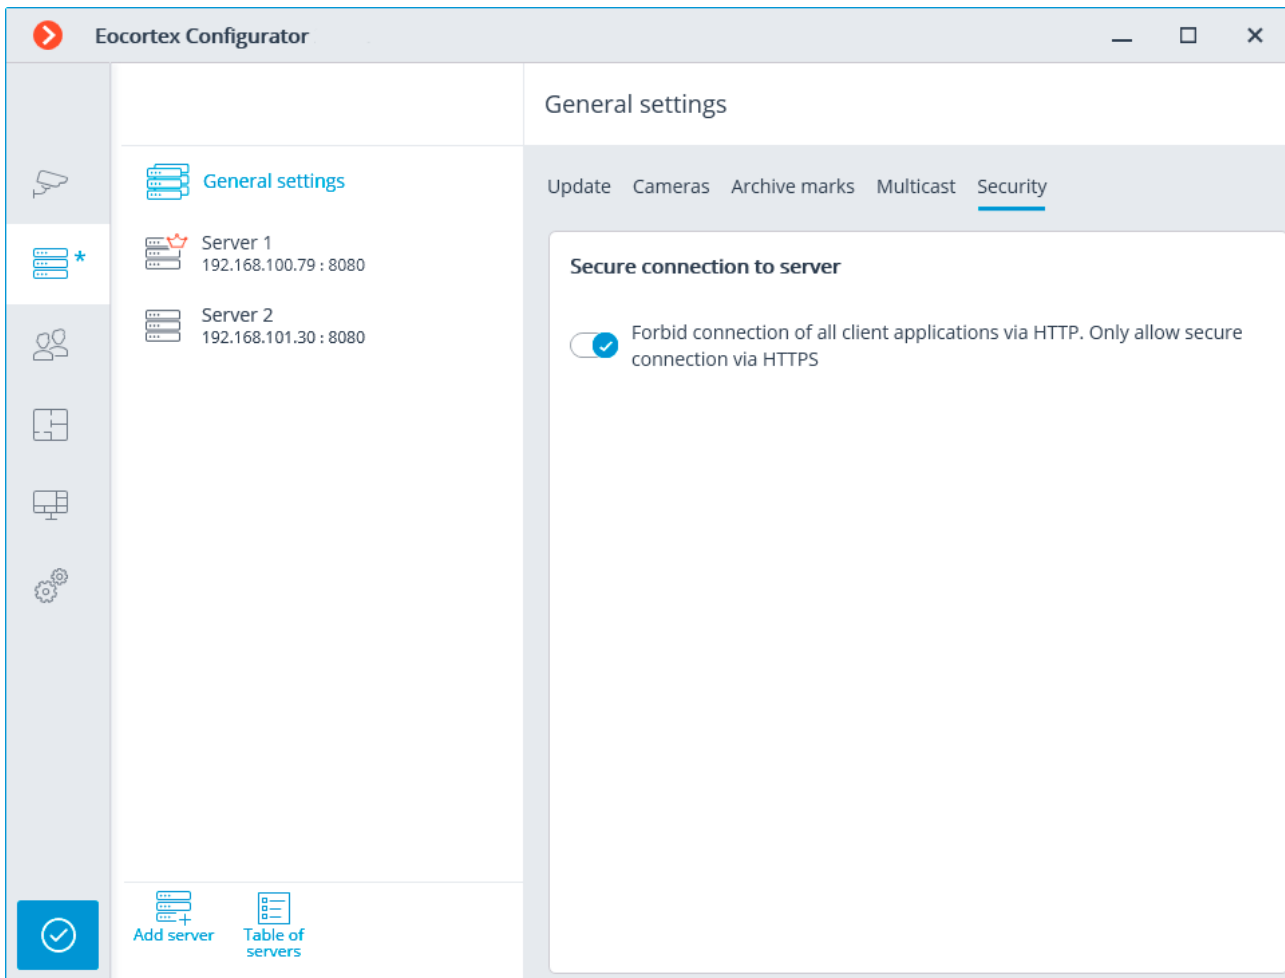 Eocortex Configurator
General settings
General settings
Server 1
192.168.100.79 : 8080
Server 2
192.168.101.30 : 8080
Add server
Table of
servers
Update Cameras Archive marks Multicast Security
Secure connection to server
Forbid connection of all client applications via HTTP. Only allow secure
connection via HTTPS